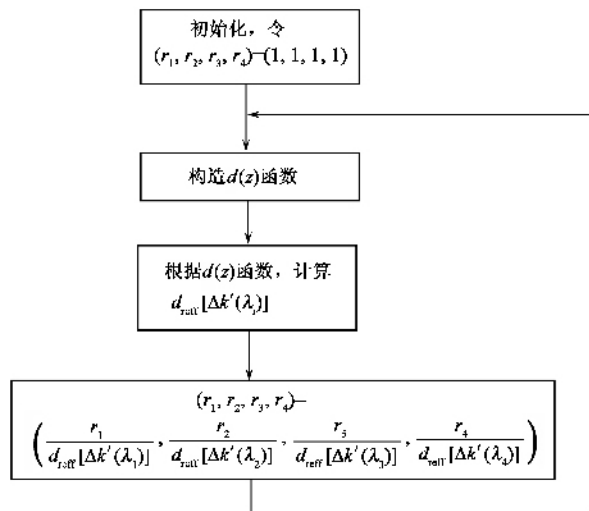 初始化，令
(r₁, r₂, r₃, r₄)=(1, 1, 1, 1)
构造d(z)函数
根据d(z)函数，计算
d_reff[Δk′(λᵢ)]
(r₁, r₂, r₃, r₄)=
(r₁/d_reff[Δk′(λ₁)], r₂/d_reff[Δk′(λ₂)], r₃/d_reff[Δk′(λ₃)], r₄/d_reff[Δk′(λ₄)])